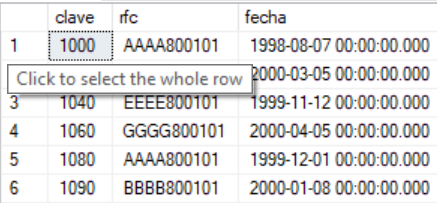 clave rfc fecha
1 1000 AAAA800101 1998-08-07 00:00:00.000
Click to select the whole row 2000-03-05 00:00:00.000
3 1040 EEEE800101 1999-11-12 00:00:00.000
4 1060 GGGG800101 2000-04-05 00:00:00.000
5 1080 AAAA800101 1999-12-01 00:00:00.000
6 1090 BBBB800101 2000-01-08 00:00:00.000